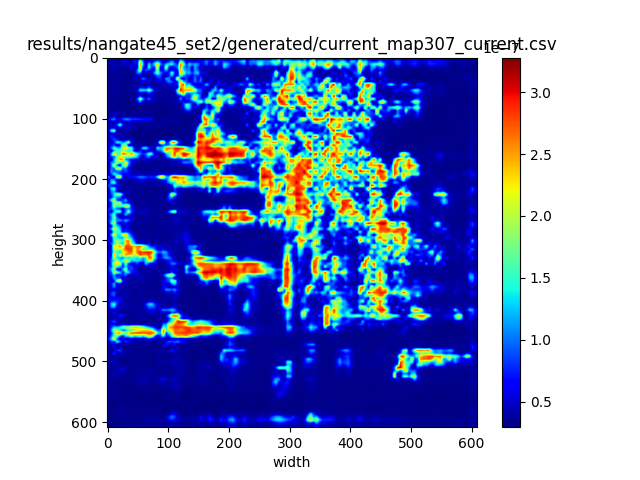 results/nangate45_set2/generated/current_map307_current.csv
1e−7
0
100
200
300
400
500
600
height
0 100 200 300 400 500 600
width
3.0
2.5
2.0
1.5
1.0
0.5